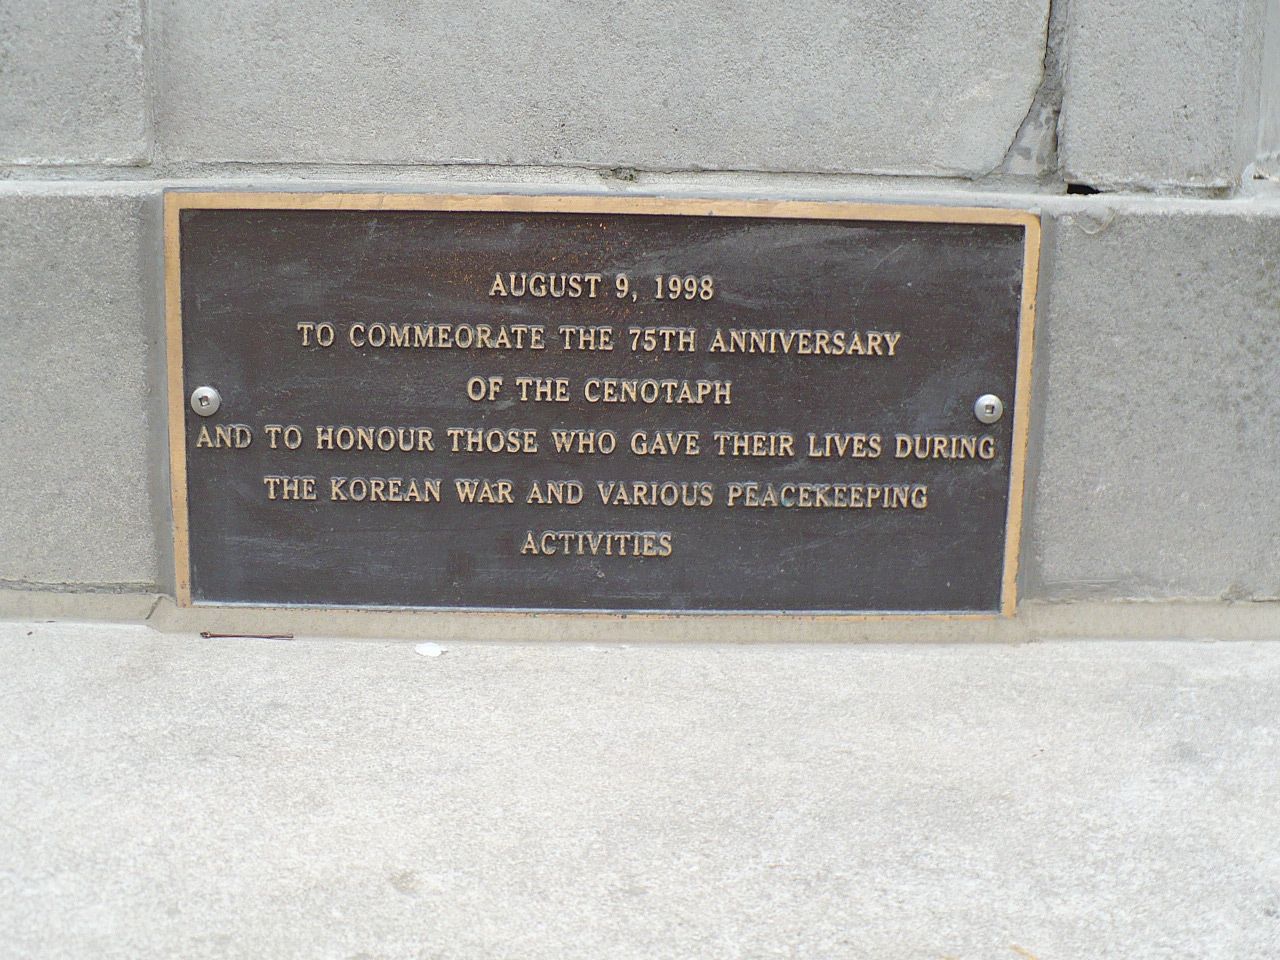 AUGUST 9, 1998
TO COMMEORATE THE 75TH ANNIVERSARY
OF THE CENOTAPH
AND TO HONOUR THOSE WHO GAVE THEIR LIVES DURING
THE KOREAN WAR AND VARIOUS PEACEKEEPING
ACTIVITIES